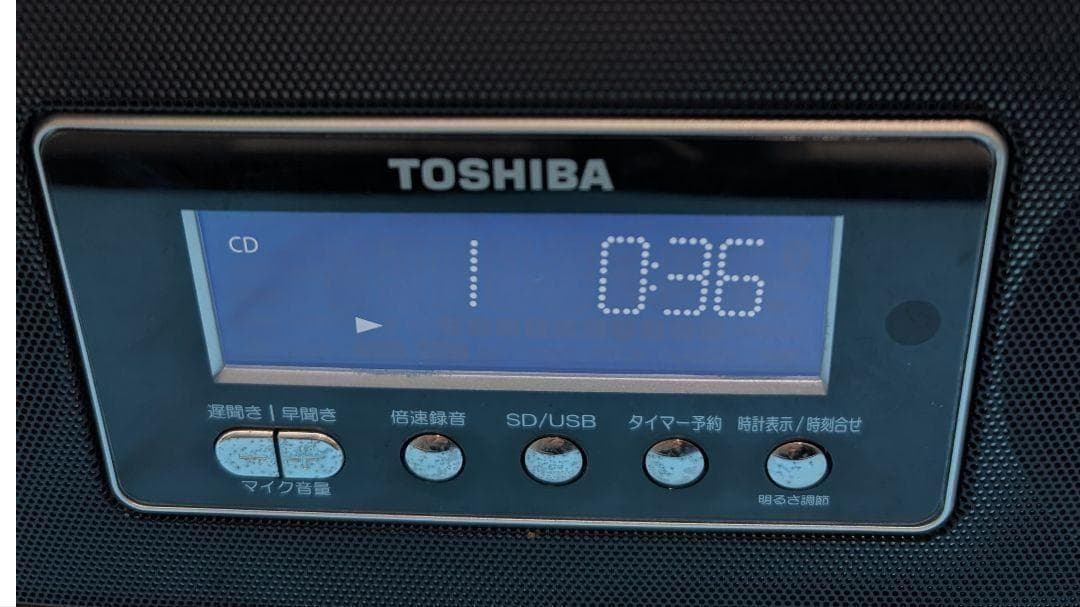 TOSHIBA
CD 1 0:36
遅聞き | 早聞き 倍速録音 SD/USB タイマー予約 時計表示/時刻合せ
− +
マイク音量 明るさ調節